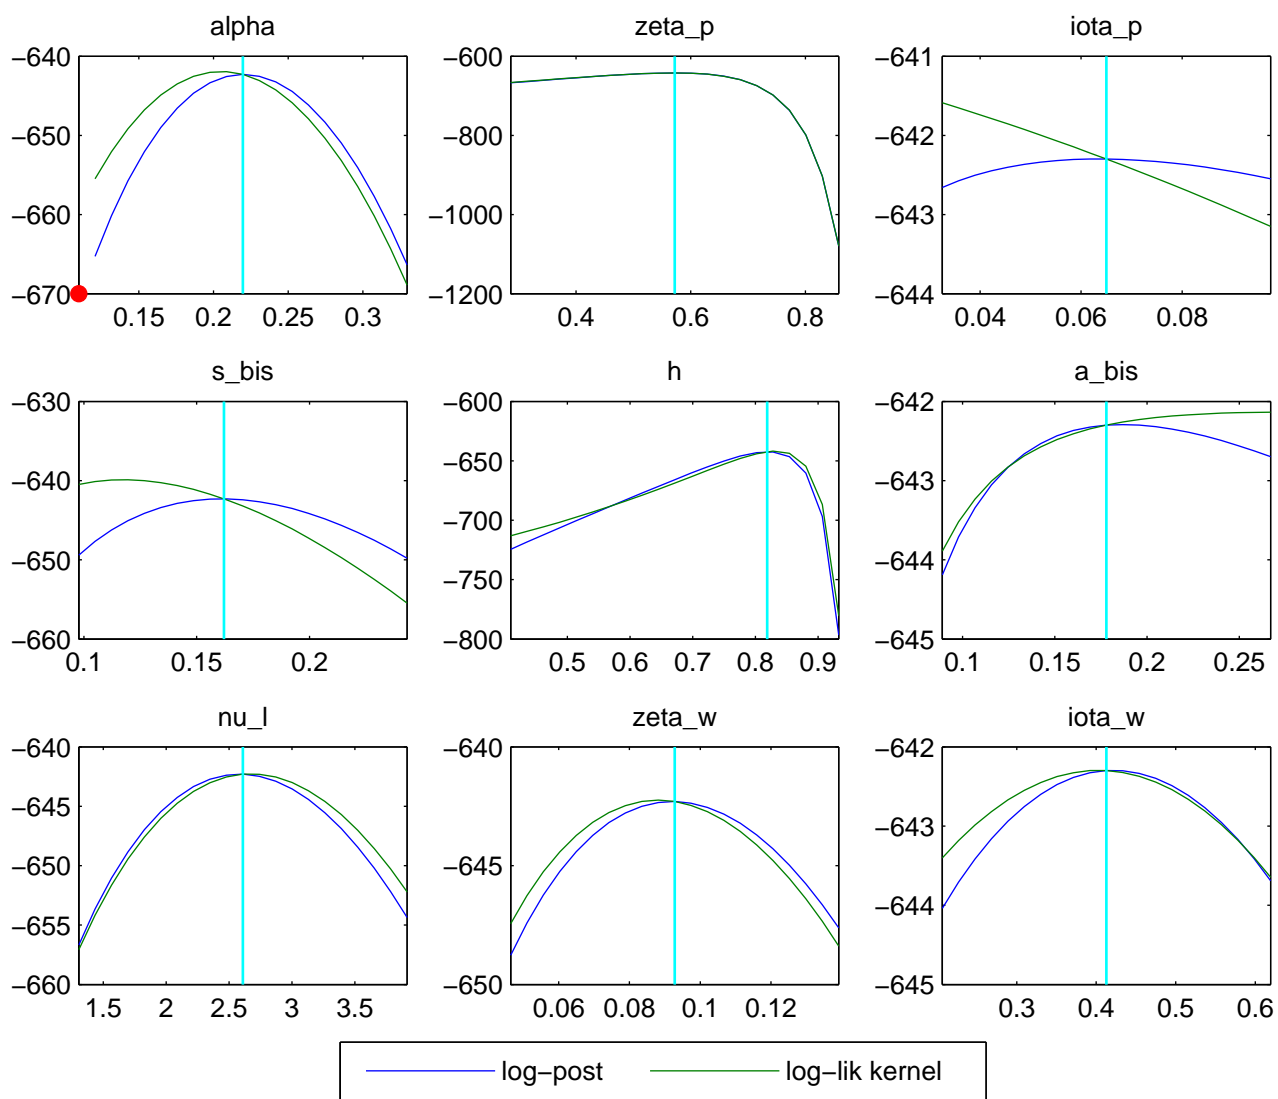 alpha
zeta_p
iota_p
−640
−650
−660
−670
0.15 0.2 0.25 0.3
−600
−800
−1000
−1200
0.4 0.6 0.8
−641
−642
−643
−644
0.04 0.06 0.08
s_bis
h
a_bis
−630
−640
−650
−660
0.1 0.2
−600
−650
−700
−750
−800
0.5 0.6 0.7 0.8 0.9
−642
−643
−644
−645
0.1 0.15 0.2 0.25
nu_l
zeta_w
iota_w
−640
−645
−650
−655
−660
1.5 2 2.5 3 3.5
−640
−645
−650
0.06 0.08 0.1 0.12
−642
−643
−644
−645
0.3 0.4 0.5 0.6
log−post log−lik kernel